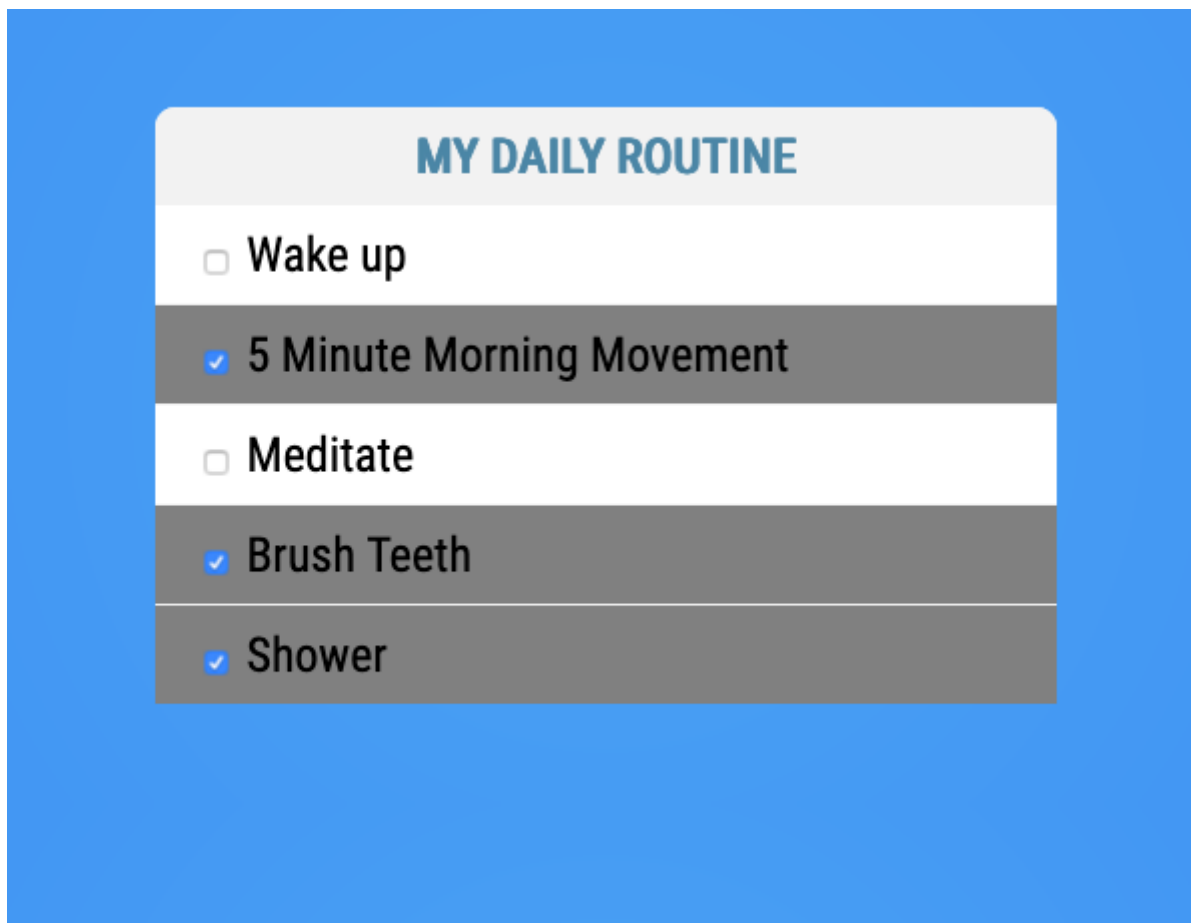 MY DAILY ROUTINE
Wake up
5 Minute Morning Movement
Meditate
Brush Teeth
Shower